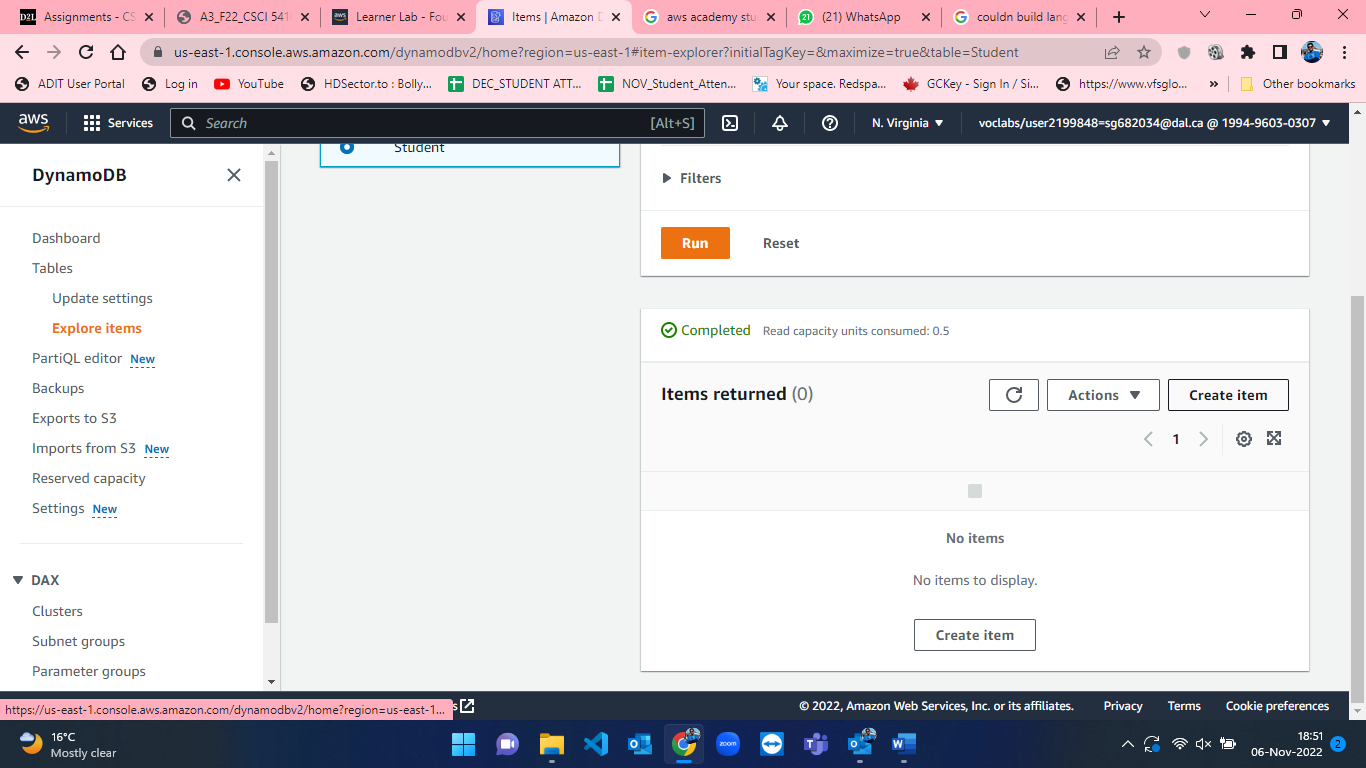 D2L Assignments - CS
A3_F22_CSCI 541
aws Learner Lab - Fou
Items | Amazon D
aws academy stu
21 (21) WhatsApp
couldn build lang
us-east-1.console.aws.amazon.com/dynamodbv2/home?region=us-east-1#item-explorer?initialTagKey=&maximize=true&table=Student
ADIT User Portal
Log in
YouTube
HDSector.to : Bolly...
DEC_STUDENT ATT...
NOV_Student_Atten...
Your space. Redspa...
GCKey - Sign In / Si...
https://www.vfsglo...
»
Other bookmarks
aws
Services
Search [Alt+S]
N. Virginia
voclabs/user2199848=sg682034@dal.ca @ 1994-9603-0307
DynamoDB
Dashboard
Tables
Update settings
Explore items
PartiQL editor New
Backups
Exports to S3
Imports from S3 New
Reserved capacity
Settings New
DAX
Clusters
Subnet groups
Parameter groups
Student
Filters
Run Reset
Completed Read capacity units consumed: 0.5
Items returned (0)
Actions
Create item
1
No items
No items to display.
Create item
https://us-east-1.console.aws.amazon.com/dynamodbv2/home?region=us-east-1...
© 2022, Amazon Web Services, Inc. or its affiliates. Privacy Terms Cookie preferences
16°C
Mostly clear
zoom
18:51
06-Nov-2022
2